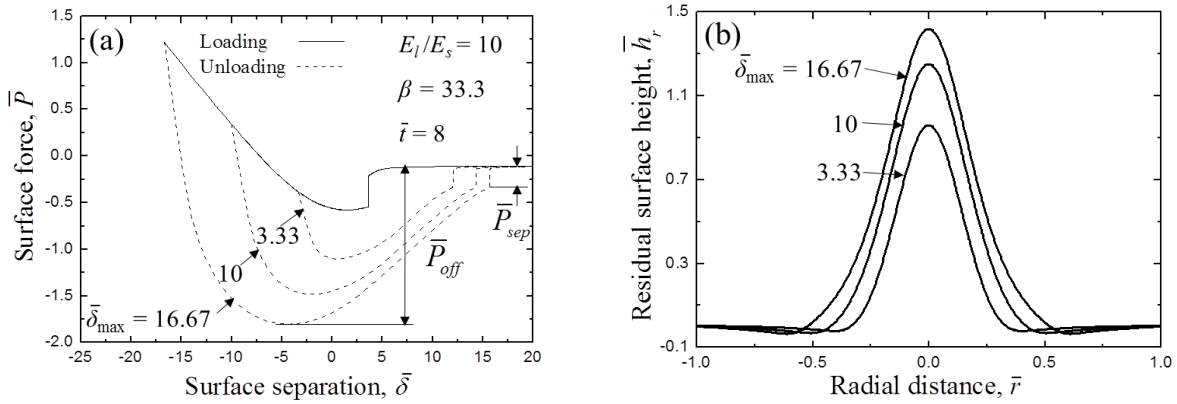 (a)
Loading
Unloading
E_l/E_s = 10
β = 33.3
t̄ = 8
3.33
10
δ̄_max = 16.67
P̄_off
P̄_sep
Surface force, P̄
1.5
1.0
0.5
0.0
-0.5
-1.0
-1.5
-2.0
-25 -20 -15 -10 -5 0 5 10 15 20
Surface separation, δ̄
(b)
δ̄_max = 16.67
10
3.33
Residual surface height, h̄_r
1.5
1.1
0.7
0.3
-0.1
-1.0 -0.5 0.0 0.5 1.0
Radial distance, r̄